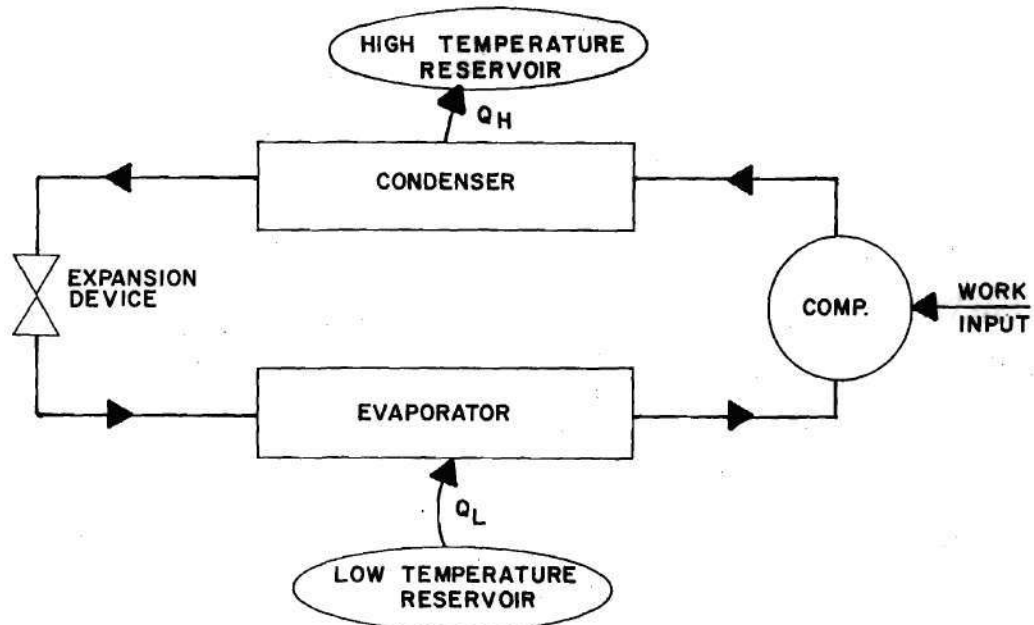 HIGH TEMPERATURE
RESERVOIR
QH
CONDENSER
EXPANSION
DEVICE
COMP.
WORK
INPUT
EVAPORATOR
QL
LOW TEMPERATURE
RESERVOIR